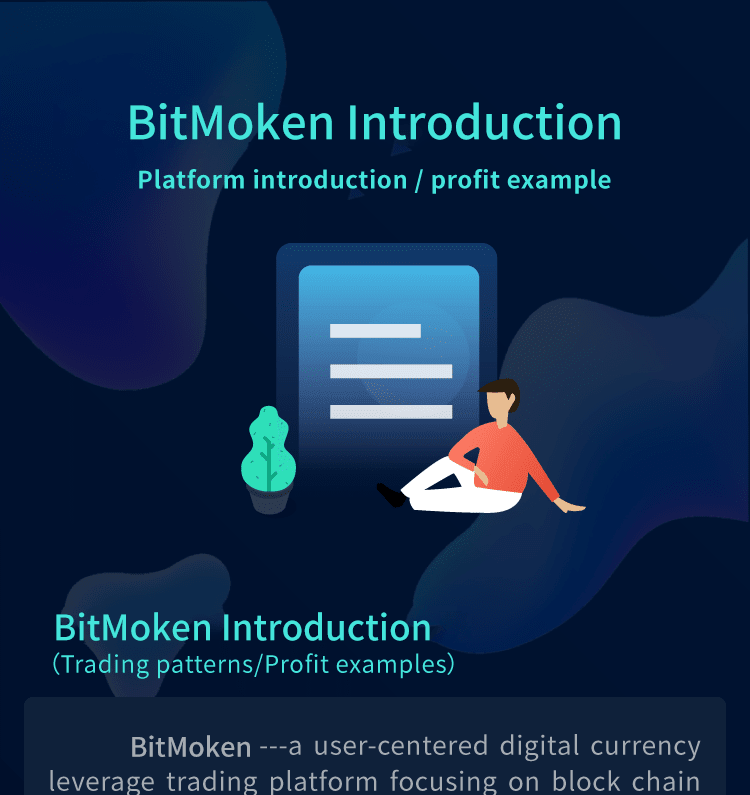 BitMoken Introduction
Platform introduction / profit example
BitMoken Introduction
（Trading patterns/Profit examples）
BitMoken ---a user-centered digital currency
leverage trading platform focusing on block chain